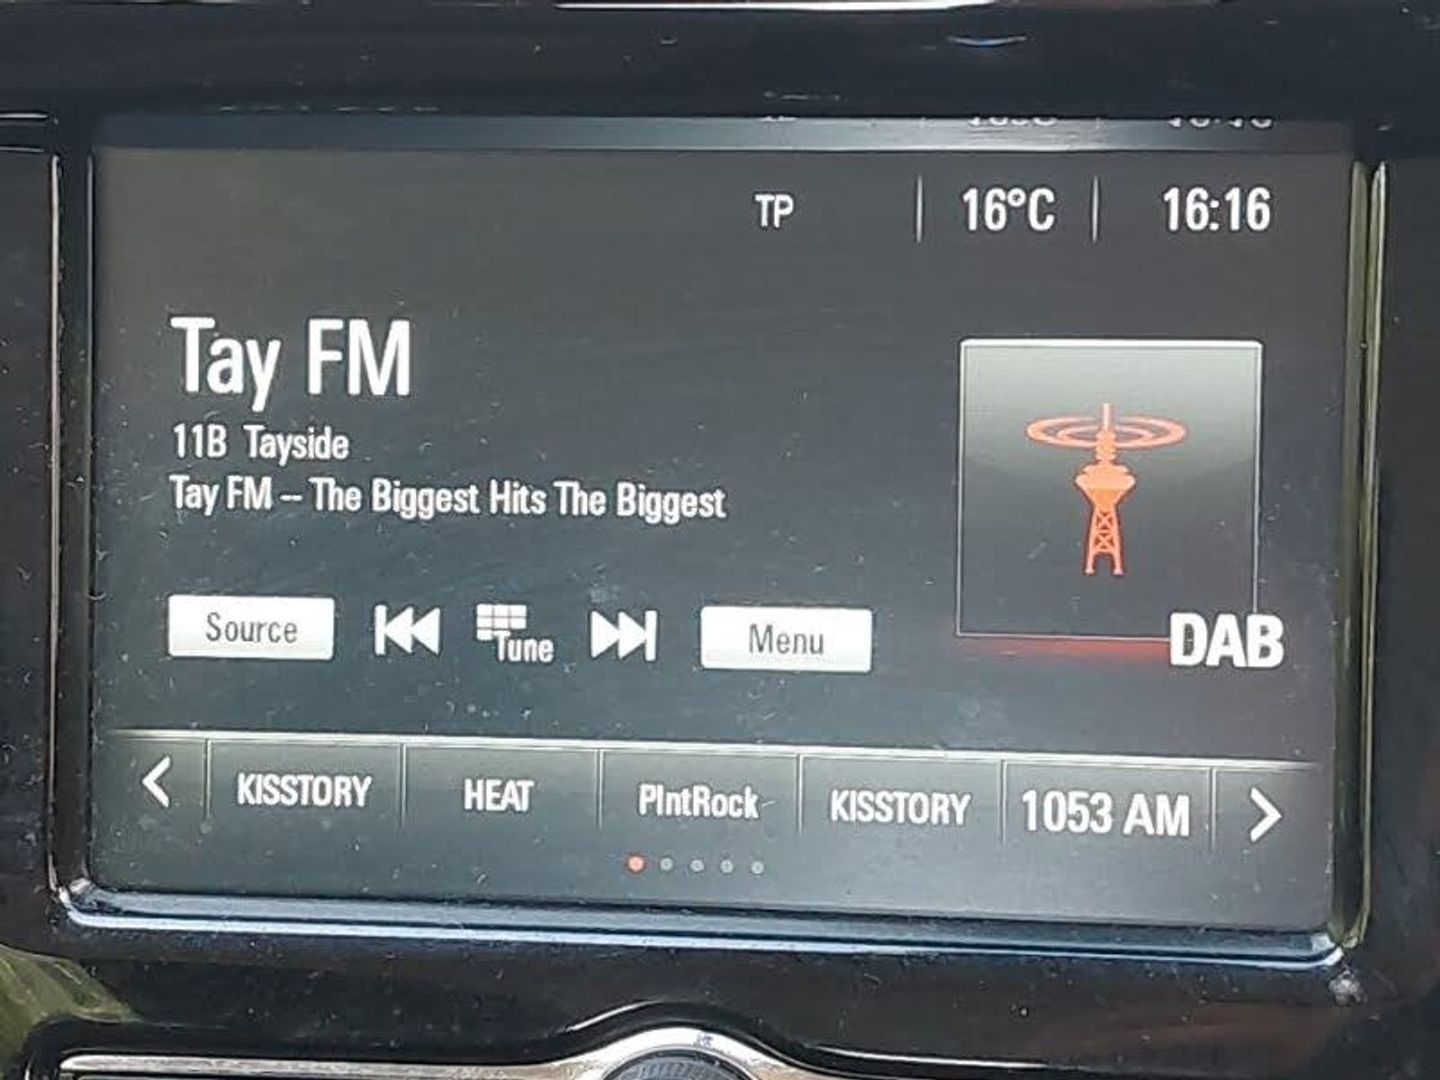 TP 16°C 16:16
Tay FM
11B Tayside
Tay FM – The Biggest Hits The Biggest
Source Tune Menu
DAB
KISSTORY HEAT PlntRock KISSTORY 1053 AM